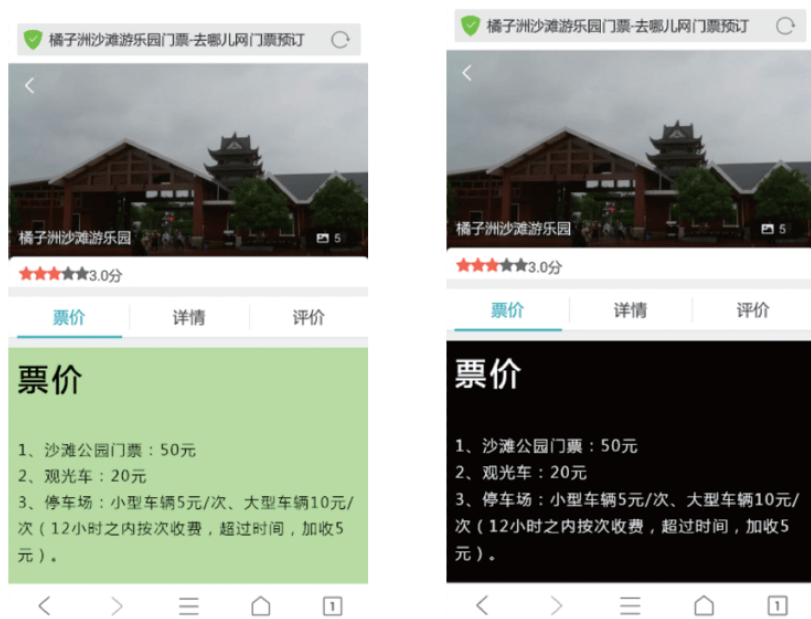 橘子洲沙滩游乐园门票-去哪儿网门票预订
橘子洲沙滩游乐园
5
3.0分
票价
详情
评价
票价
1、沙滩公园门票：50元
2、观光车：20元
3、停车场：小型车辆5元/次、大型车辆10元/
次（12小时之内按次收费，超过时间，加收5
元）。
1
橘子洲沙滩游乐园门票-去哪儿网门票预订
橘子洲沙滩游乐园
5
3.0分
票价
详情
评价
票价
1、沙滩公园门票：50元
2、观光车：20元
3、停车场：小型车辆5元/次、大型车辆10元/
次（12小时之内按次收费，超过时间，加收5
元）。
1